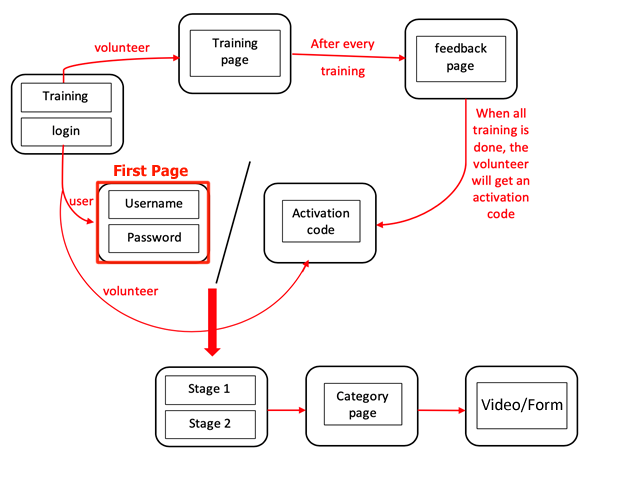 volunteer
Training
page
After every
training
feedback
page
Training
login
When all
training is
done, the
volunteer
will get an
activation
code
First Page
user
Username
Password
Activation
code
volunteer
Stage 1
Stage 2
Category
page
Video/Form